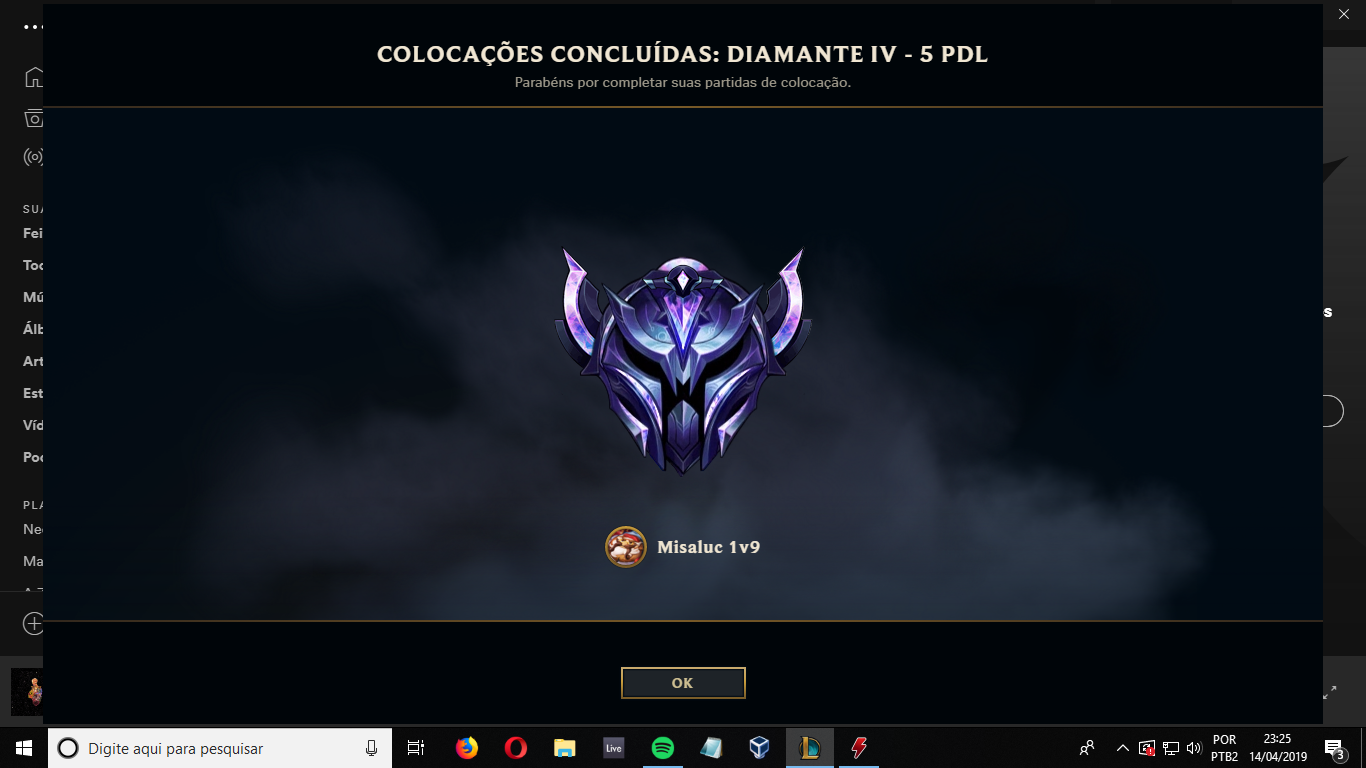 COLOCAÇÕES CONCLUÍDAS: DIAMANTE IV - 5 PDL
Parabéns por completar suas partidas de colocação.
SUA
Fei
Toc
Mú
Álb
Art
Est
Víd
Poc
PLA
Ne
Ma
s
Misaluc 1v9
OK
Digite aqui para pesquisar
Live
POR
PTB2
23:25
14/04/2019
3